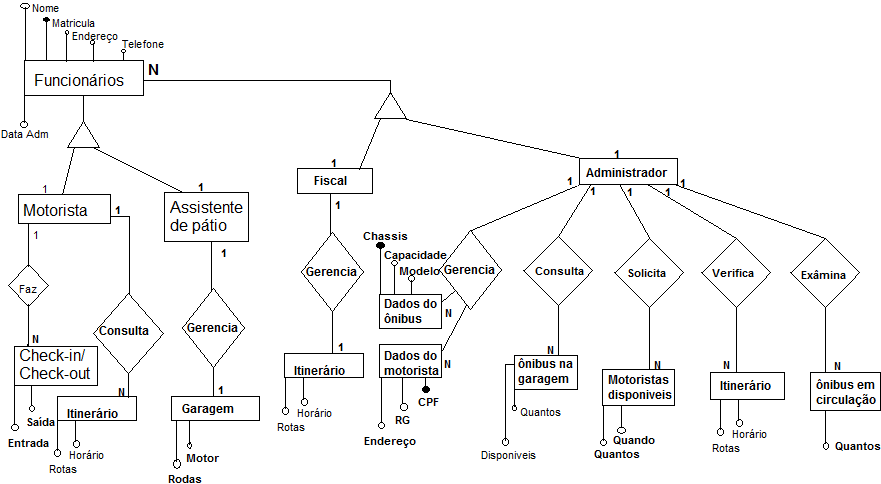 Nome
Matricula
Endereço
Telefone
Funcionários
N
Data Adm
1
Motorista
1
1
1
Assistente
de pátio
1
Faz
N
Check-in/
Check-out
Saída
Entrada
Consulta
N
Itinerário
Horário
Rotas
Gerencia
1
Garagem
Motor
Rodas
1
Fiscal
1
Gerencia
1
Itinerário
Horário
Rotas
1
Administrador
1
1
1
1
1
Chassis
Capacidade
Modelo
Gerencia
Dados do
ônibus
N
Dados do
motorista
N
CPF
RG
Endereço
Consulta
N
ônibus na
garagem
Quantos
Disponiveis
Solicita
N
Motoristas
disponiveis
Quando
Quantos
Verifica
N
Itinerário
Horário
Rotas
Exâmina
N
ônibus em
circulação
Quantos